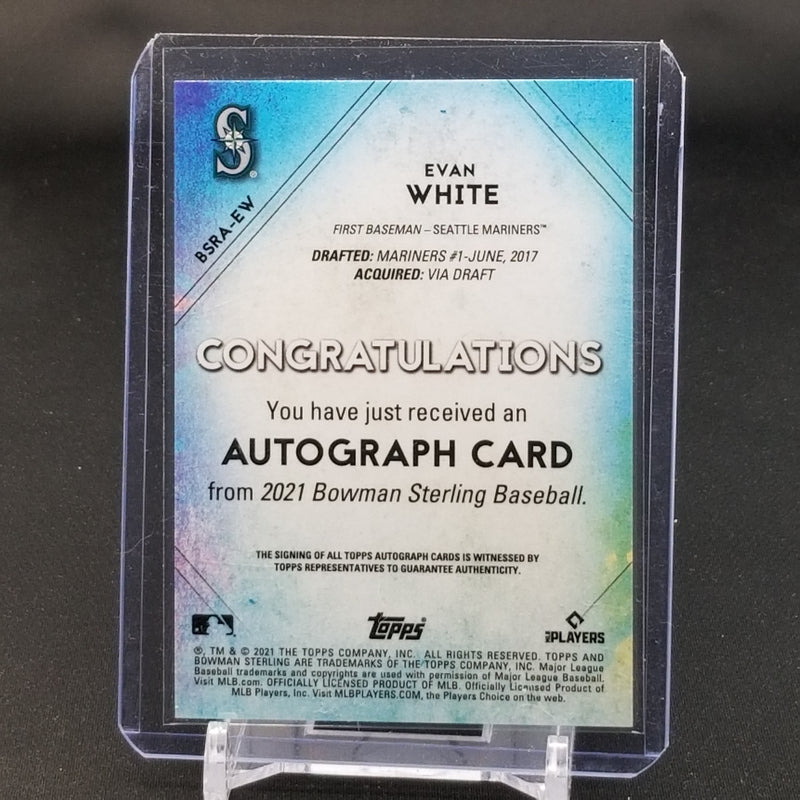 S
BSRA-EW
EVAN
WHITE
FIRST BASEMAN – SEATTLE MARINERS™
DRAFTED: MARINERS #1-JUNE, 2017
ACQUIRED: VIA DRAFT
CONGRATULATIONS
You have just received an
AUTOGRAPH CARD
from 2021 Bowman Sterling Baseball.
THE SIGNING OF ALL TOPPS AUTOGRAPH CARDS IS WITNESSED BY
TOPPS REPRESENTATIVES TO GUARANTEE AUTHENTICITY.
topps
MLB PLAYERS
®, TM & © 2021 THE TOPPS COMPANY, INC. ALL RIGHTS RESERVED. TOPPS AND
BOWMAN STERLING ARE TRADEMARKS OF THE TOPPS COMPANY, INC. Major League
Baseball trademarks and copyrights are used with permission of Major League Baseball.
Visit MLB.com. OFFICIALLY LICENSED PRODUCT OF MLB. Officially Licensed Product of
MLB Players, Inc. Visit MLBPLAYERS.COM, the Players Choice on the web.